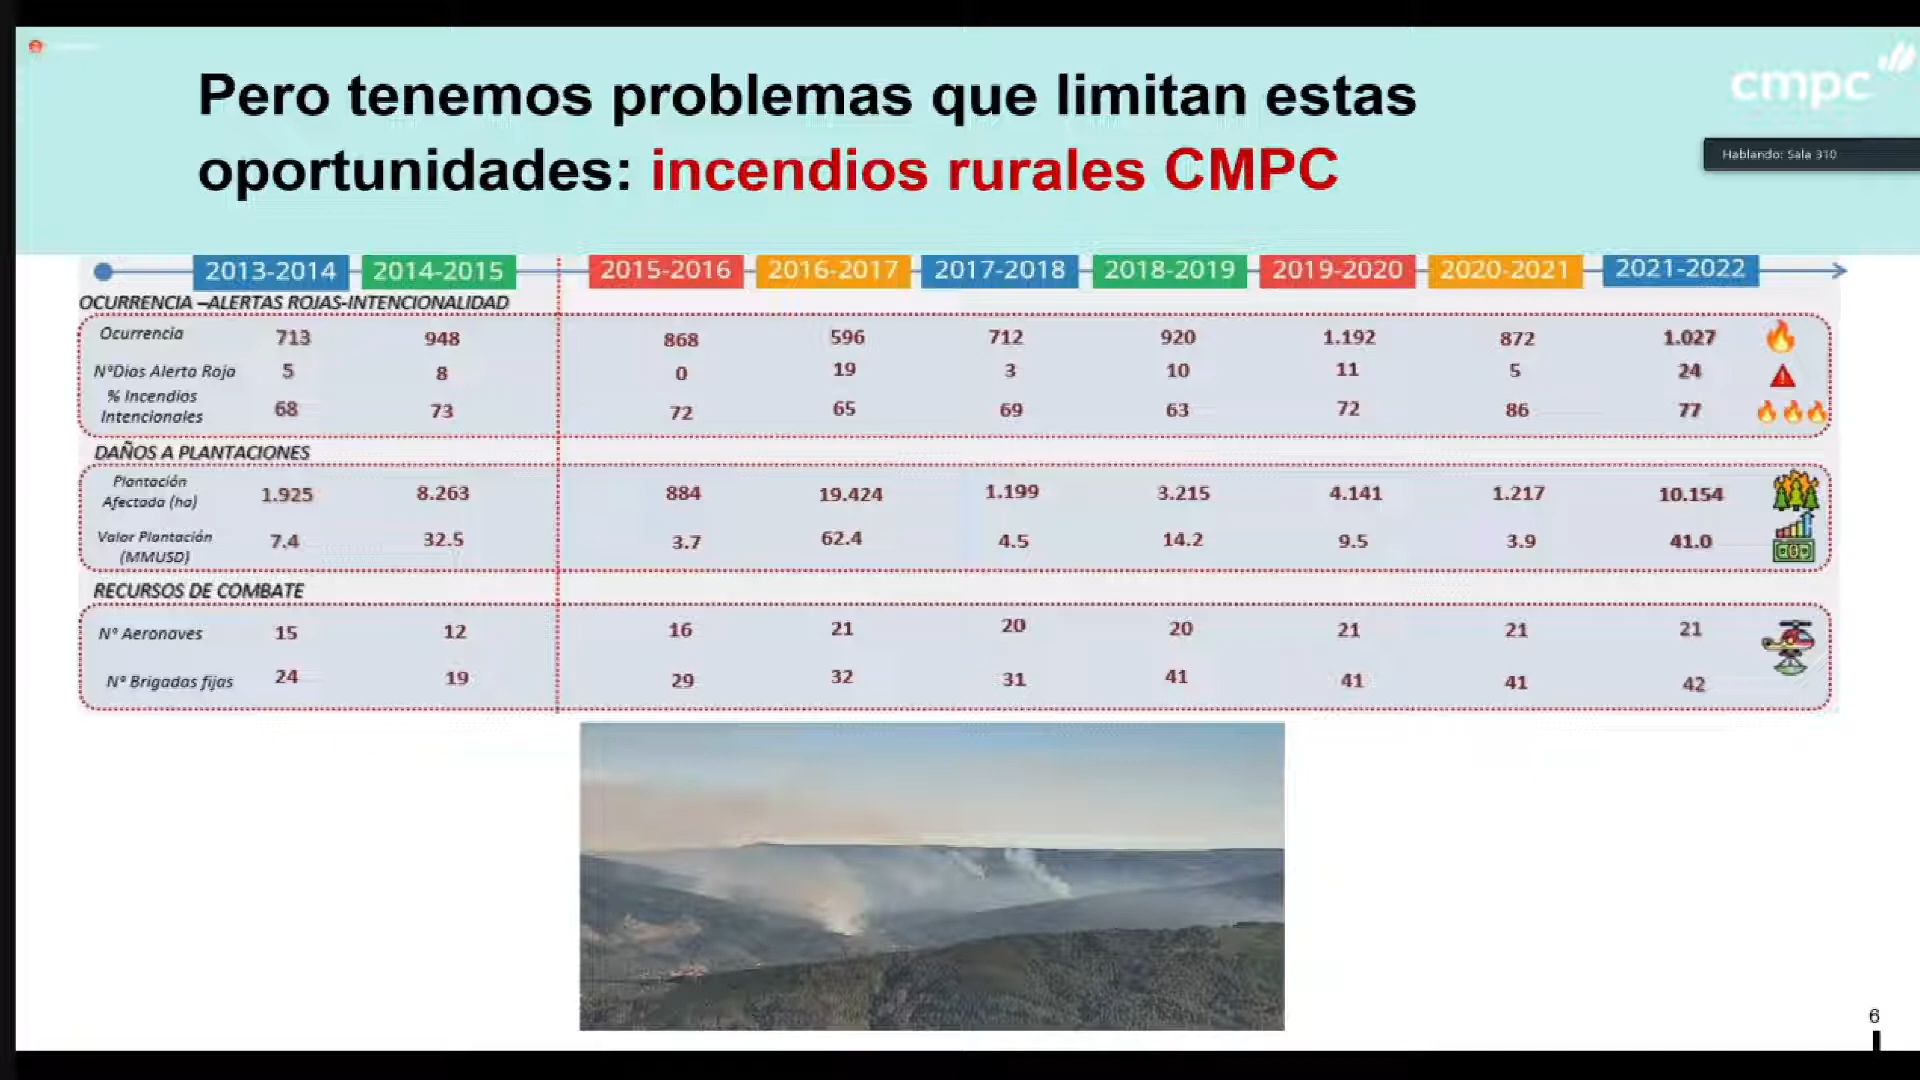 Pero tenemos problemas que limitan estas
oportunidades: incendios rurales CMPC
cmpc
Hablando: Sala 310
2013-2014 2014-2015 2015-2016 2016-2017 2017-2018 2018-2019 2019-2020 2020-2021 2021-2022
OCURRENCIA –ALERTAS ROJAS-INTENCIONALIDAD
Ocurrencia 713 948 868 596 712 920 1.192 872 1.027
N°Dias Alerta Roja 5 8 0 19 3 10 11 5 24
% Incendios
Intencionales 68 73 72 65 69 63 72 86 77
DAÑOS A PLANTACIONES
Plantación
Afectada (ha) 1.925 8.263 884 19.424 1.199 3.215 4.141 1.217 10.154
Valor Plantación
(MMUSD) 7.4 32.5 3.7 62.4 4.5 14.2 9.5 3.9 41.0
RECURSOS DE COMBATE
N° Aeronaves 15 12 16 21 20 20 21 21 21
N° Brigadas fijas 24 19 29 32 31 41 41 41 42
6